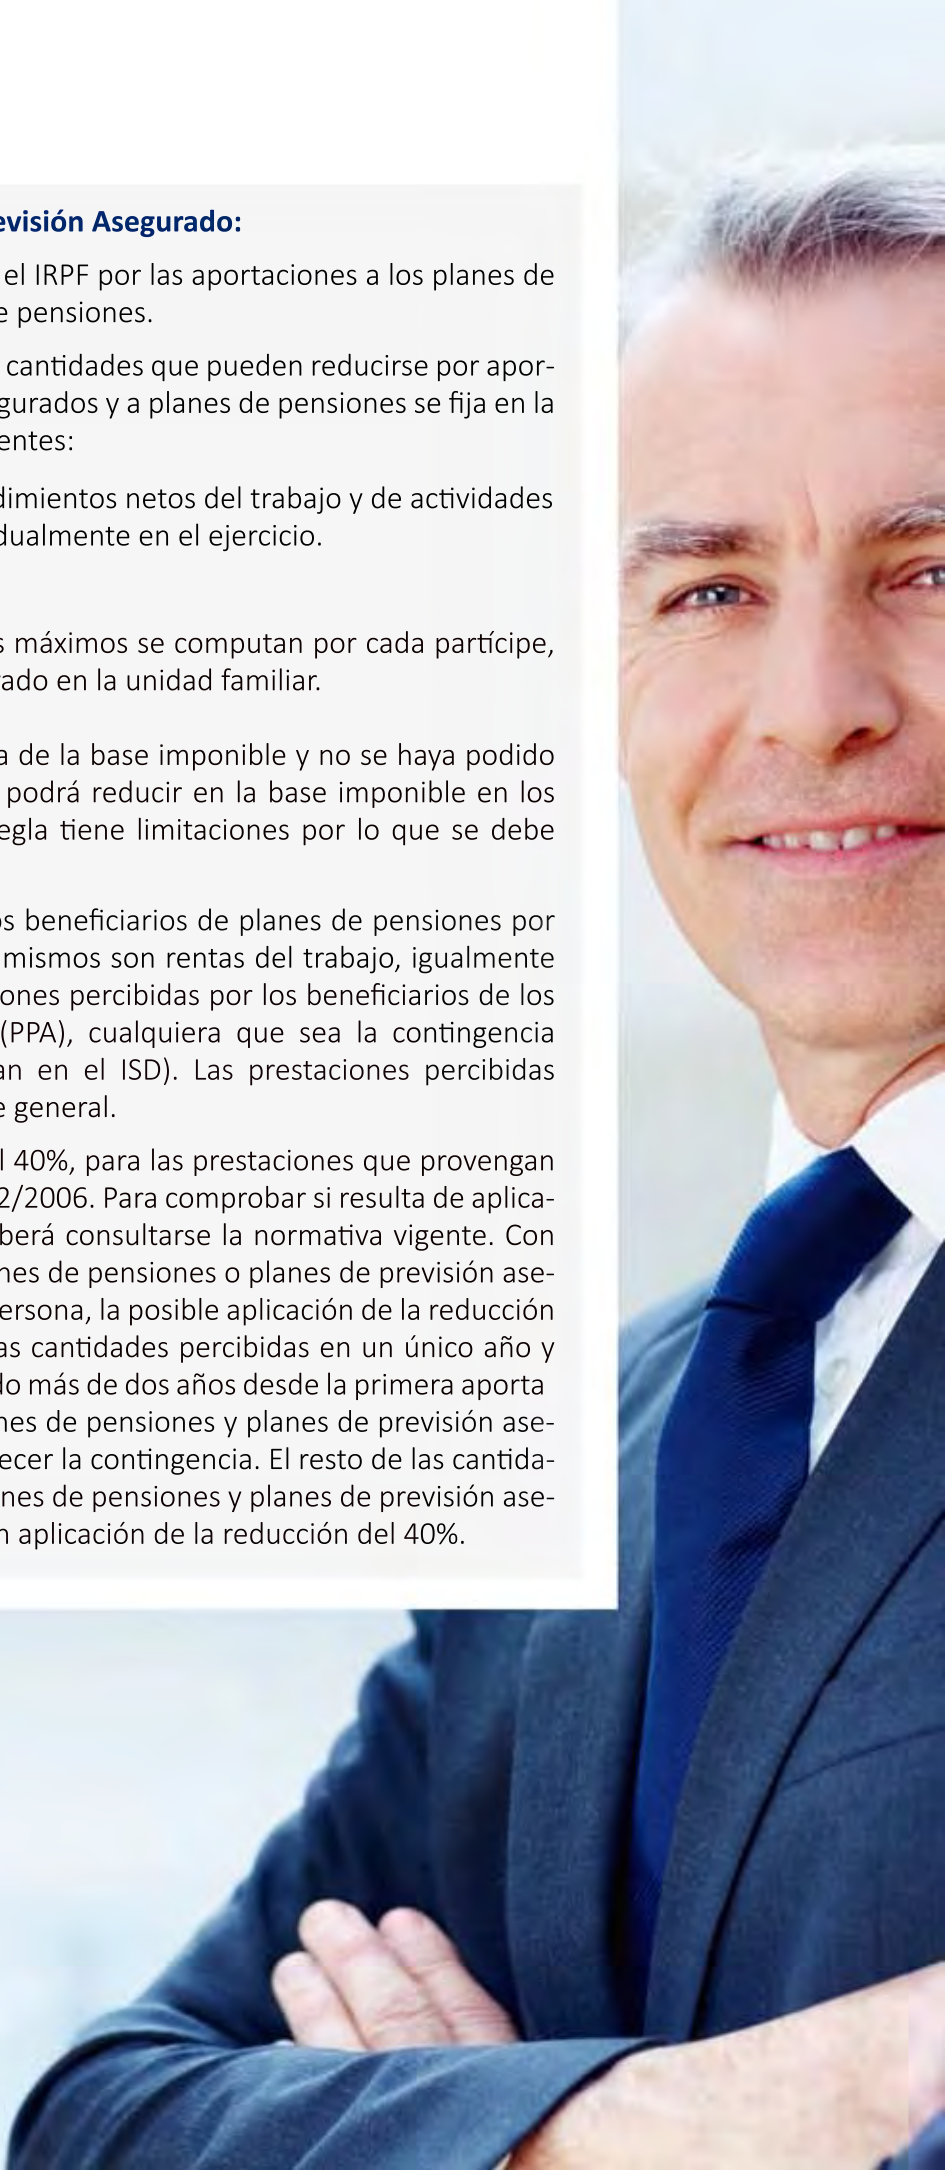 evisión Asegurado:
el IRPF por las aportaciones a los planes de
e pensiones.
cantidades que pueden reducirse por apor-
gurados y a planes de pensiones se fija en la
entes:
dimientos netos del trabajo y de actividades
dualmente en el ejercicio.
s máximos se computan por cada partícipe,
rado en la unidad familiar.
a de la base imponible y no se haya podido
podrá reducir en la base imponible en los
egla tiene limitaciones por lo que se debe
os beneficiarios de planes de pensiones por
mismos son rentas del trabajo, igualmente
iones percibidas por los beneficiarios de los
(PPA), cualquiera que sea la contingencia
an en el ISD). Las prestaciones percibidas
e general.
l 40%, para las prestaciones que provengan
2/2006. Para comprobar si resulta de aplica-
berá consultarse la normativa vigente. Con
nes de pensiones o planes de previsión ase-
ersona, la posible aplicación de la reducción
as cantidades percibidas en un único año y
do más de dos años desde la primera aporta
nes de pensiones y planes de previsión ase-
ecer la contingencia. El resto de las cantida-
nes de pensiones y planes de previsión ase-
n aplicación de la reducción del 40%.